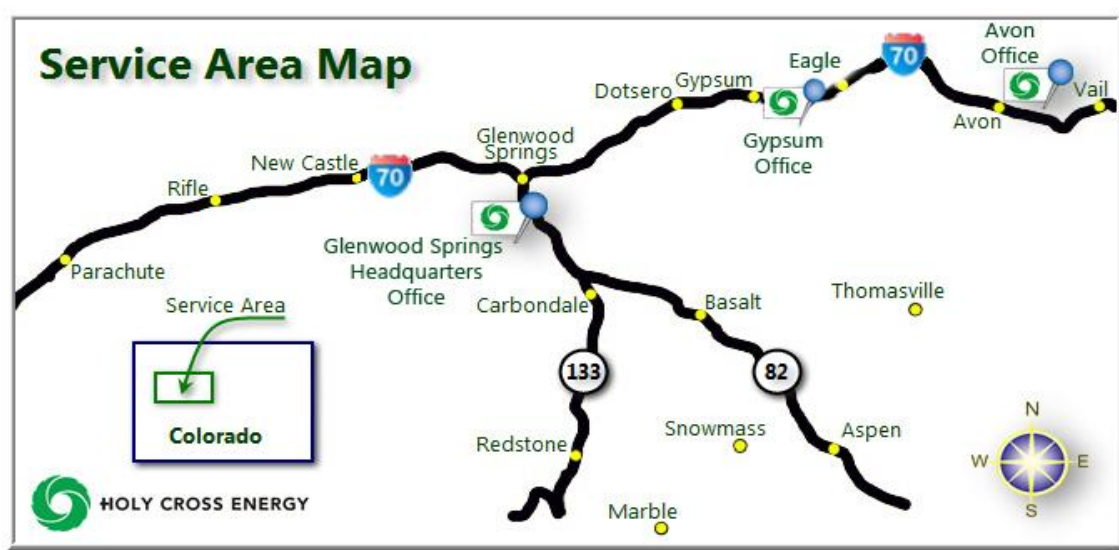 Service Area Map
Avon
Office
70
Eagle
Vail
Gypsum
Dotsero
Avon
Gypsum
Office
Glenwood
Springs
New Castle
70
Rifle
Glenwood Springs
Headquarters
Office
Parachute
Service Area
Carbondale
Basalt
Thomasville
133
82
Colorado
N
W
E
S
Redstone
Snowmass
Aspen
HOLY CROSS ENERGY
Marble